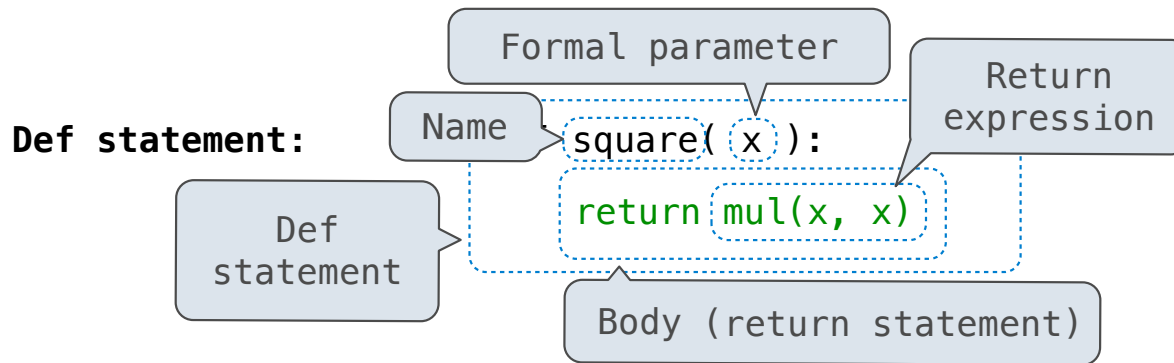 Formal parameter
Return
expression
Name
Def statement:
square( x ):
return mul(x, x)
Def
statement
Body (return statement)